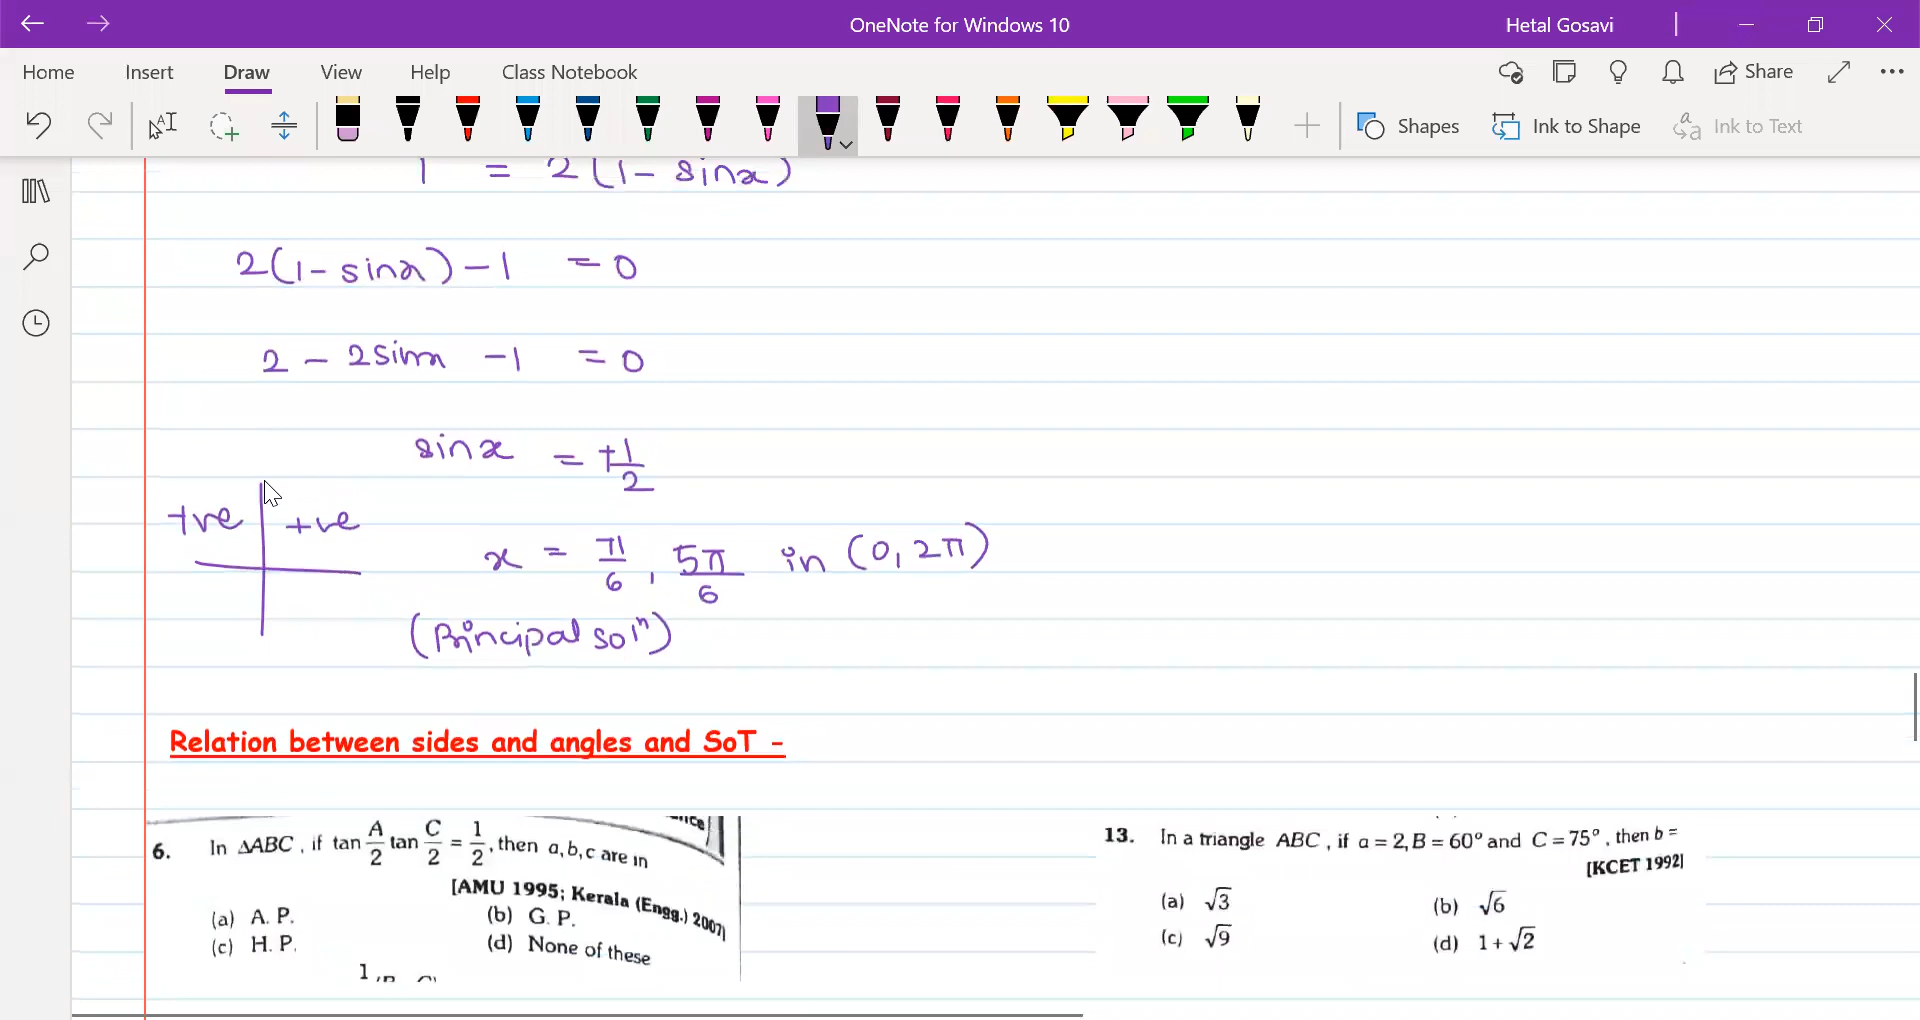 OneNote for Windows 10
Hetal Gosavi
Home Insert Draw View Help Class Notebook
Share
Shapes Ink to Shape Ink to Text
1 = 2(1 - sinx)
2(1 - sinx) - 1 = 0
2 - 2sinx - 1 = 0
sinx = +1/2
+ve +ve
x = π/6, 5π/6 in (0, 2π)
(Principal solⁿ)
Relation between sides and angles and SoT -
6. In ΔABC, if tan A/2 tan C/2 = 1/2, then a, b, c are in
[AMU 1995; Kerala (Engg.) 2007]
(a) A. P. (b) G. P.
(c) H. P. (d) None of these
13. In a triangle ABC, if a = 2, B = 60° and C = 75°, then b =
[KCET 1992]
(a) √3 (b) √6
(c) √9 (d) 1 + √2